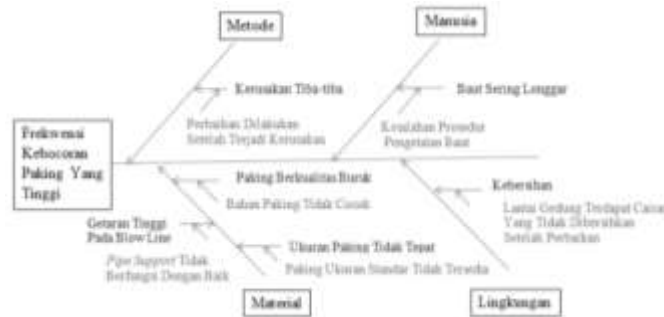 Metode
Manusia
Kerusakan Tiba-tiba
Perbaikan Dilakukan
Setelah Terjadi Kerusakan
Baut Sering Longgar
Kesalahan Prosedur
Pengetatan Baut
Frekwensi
Kebocoran
Paking Yang
Tinggi
Paking Berkualitas Buruk
Bahan Paking Tidak Cocok
Kebersihan
Lantai Gedung Terdapat Cairan
Yang Tidak Dibersihkan
Setelah Perbaikan
Getaran Tinggi
Pada Blow Line
Pipe Support Tidak
Berfungsi Dengan Baik
Ukuran Paking Tidak Tepat
Paking Ukuran Standar Tidak Tersedia
Material
Lingkungan